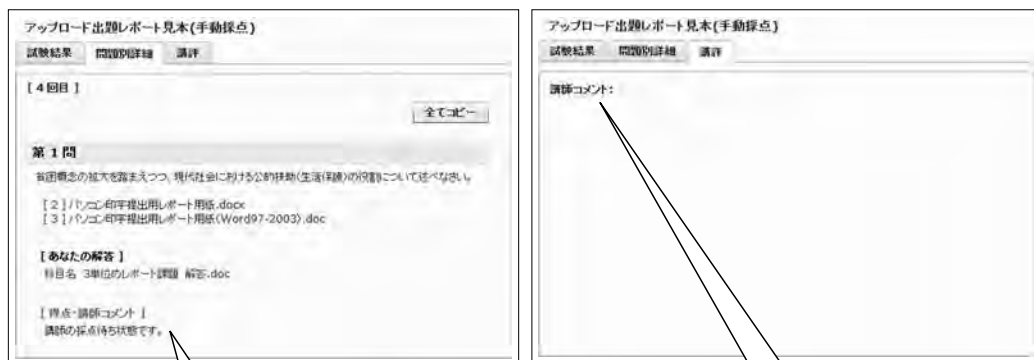 アップロード出題レポート見本(手動採点)
試験結果 問題別詳細 講評
[ 4回目 ]
全てコピー
第 1 問
貧困概念の拡大を踏まえつつ、現代社会における公的扶助(生活保護)の役割について述べなさい。
[ 2 ] パソコン印字提出用レポート用紙.docx
[ 3 ] パソコン印字提出用レポート用紙(Word97-2003).doc
[ あなたの解答 ]
科目名 3単位めレポート課題 解答.doc
[ 得点・講師コメント ]
講師の採点待ち状態です。
アップロード出題レポート見本(手動採点)
試験結果 問題別詳細 講評
講師コメント: